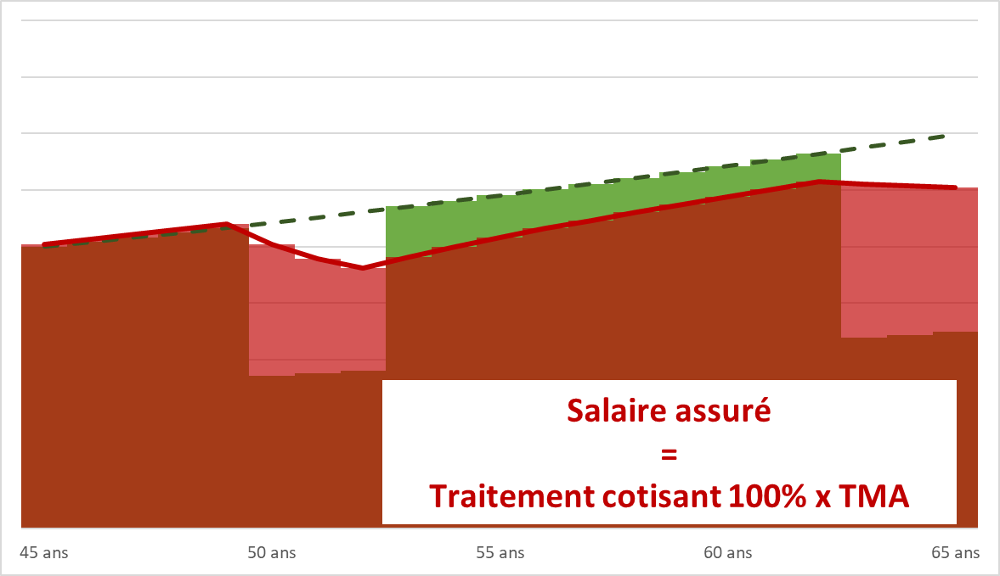 Salaire assuré
=
Traitement cotisant 100% x TMA
45 ans 50 ans 55 ans 60 ans 65 ans